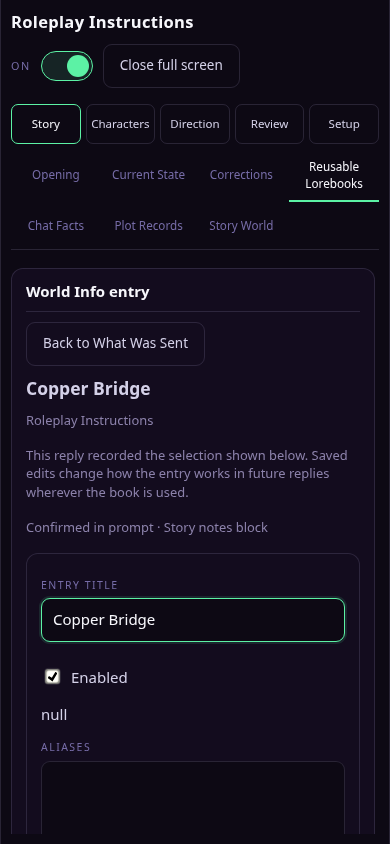 Roleplay Instructions
ON
Close full screen
Story
Characters
Direction
Review
Setup
Opening
Current State
Corrections
Reusable
Lorebooks
Chat Facts
Plot Records
Story World
World Info entry
Back to What Was Sent
Copper Bridge
Roleplay Instructions
This reply recorded the selection shown below. Saved
edits change how the entry works in future replies
wherever the book is used.
Confirmed in prompt · Story notes block
ENTRY TITLE
Copper Bridge
Enabled
null
ALIASES